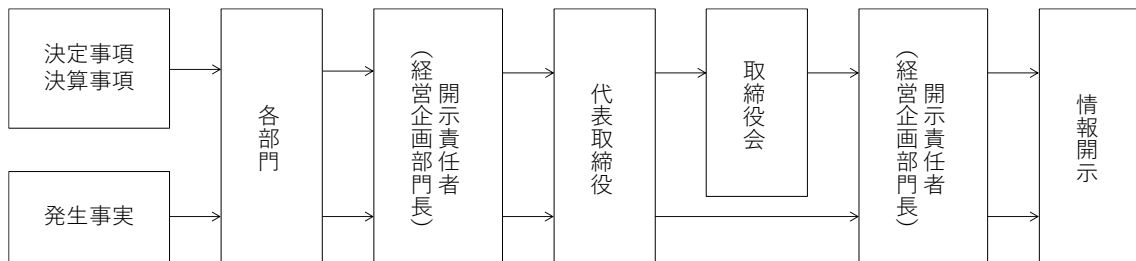 決定事項
決算事項
発生事実
各部門
開示責任者
(経営企画部門長)
代表取締役
取締役会
開示責任者
(経営企画部門長)
情報開示